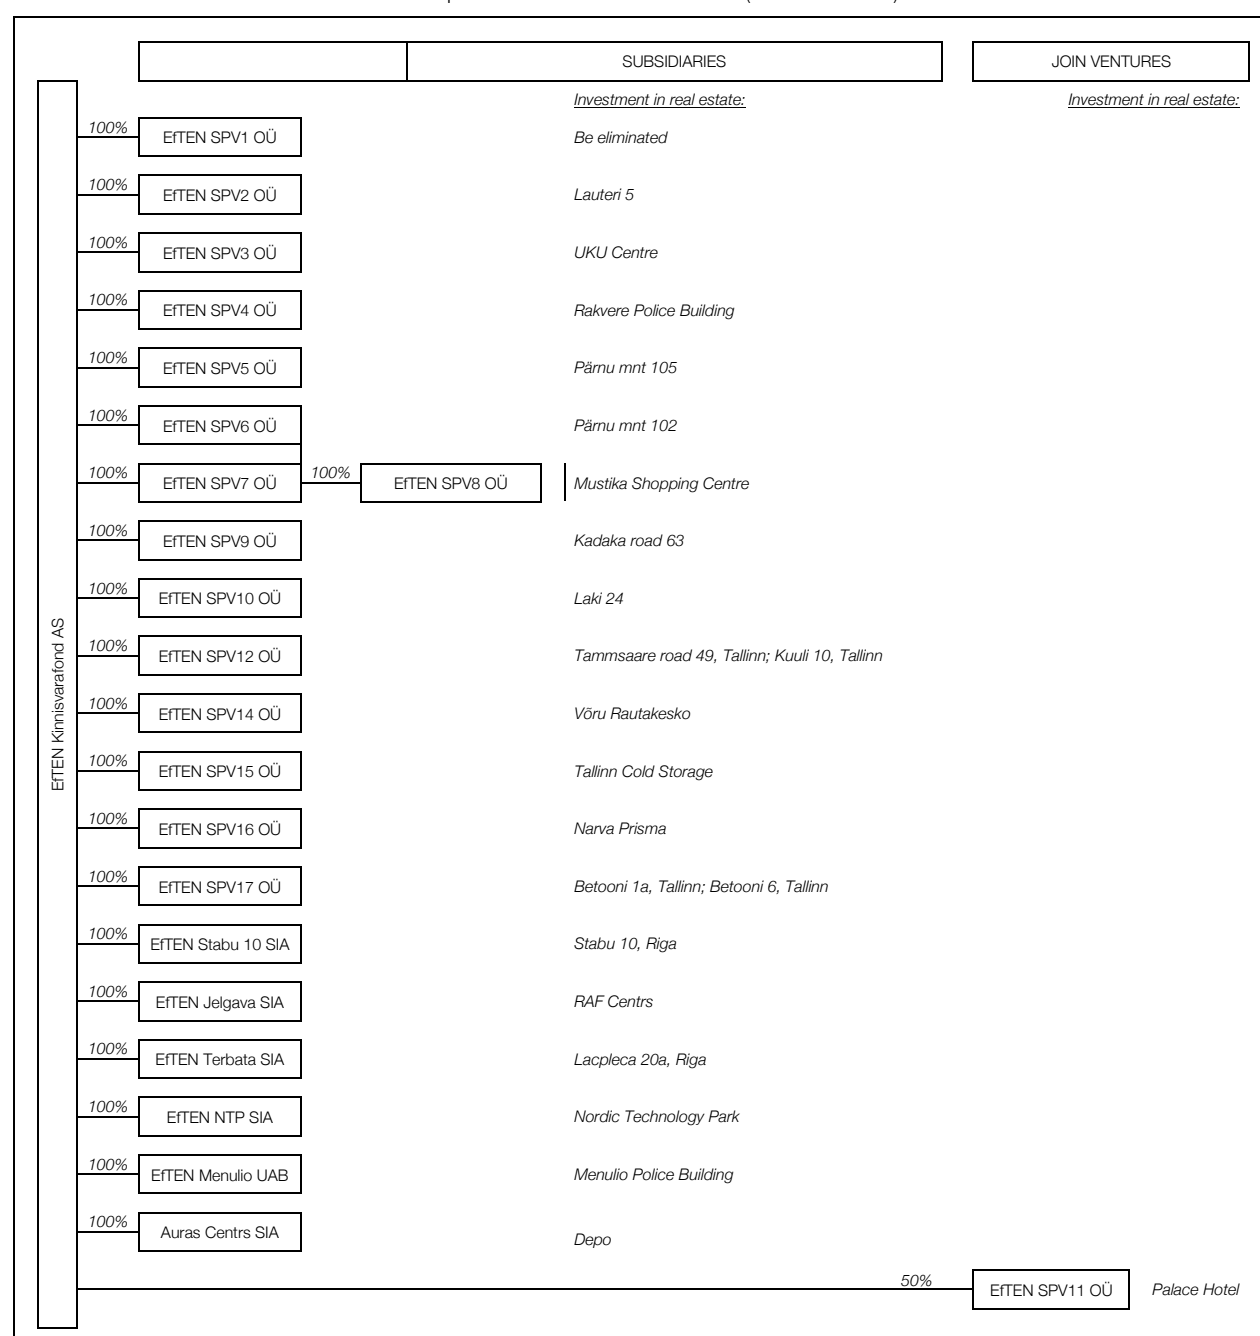 SUBSIDIARIES
JOIN VENTURES
Investment in real estate:
Investment in real estate:
EfTEN Kinnisvarafond AS
100% EfTEN SPV1 OÜ Be eliminated
100% EfTEN SPV2 OÜ Lauteri 5
100% EfTEN SPV3 OÜ UKU Centre
100% EfTEN SPV4 OÜ Rakvere Police Building
100% EfTEN SPV5 OÜ Pärnu mnt 105
100% EfTEN SPV6 OÜ Pärnu mnt 102
100% EfTEN SPV7 OÜ 100% EfTEN SPV8 OÜ Mustika Shopping Centre
100% EfTEN SPV9 OÜ Kadaka road 63
100% EfTEN SPV10 OÜ Laki 24
100% EfTEN SPV12 OÜ Tammsaare road 49, Tallinn; Kuuli 10, Tallinn
100% EfTEN SPV14 OÜ Võru Rautakesko
100% EfTEN SPV15 OÜ Tallinn Cold Storage
100% EfTEN SPV16 OÜ Narva Prisma
100% EfTEN SPV17 OÜ Betooni 1a, Tallinn; Betooni 6, Tallinn
100% EfTEN Stabu 10 SIA Stabu 10, Riga
100% EfTEN Jelgava SIA RAF Centrs
100% EfTEN Terbata SIA Lacpleca 20a, Riga
100% EfTEN NTP SIA Nordic Technology Park
100% EfTEN Menulio UAB Menulio Police Building
100% Auras Centrs SIA Depo
50% EfTEN SPV11 OÜ Palace Hotel